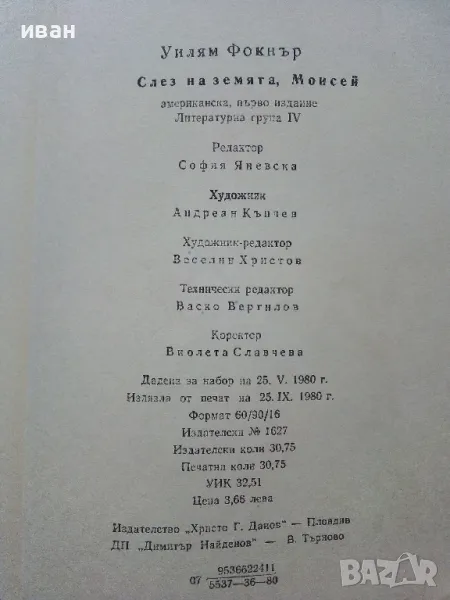 иван
Уилям Фокнър
Слез на земята, Моисей
американска, първо издание
Литературна група IV
Редактор
София Яневска
Художник
Андреан Кънчев
Художник-редактор
Веселин Христов
Технически редактор
Васко Вергилов
Коректор
Виолета Славчева
Дадена за набор на 25. V. 1980 г.
Излязла от печат на 25. IX. 1980 г.
Формат 60/90/16
Издателски № 1627
Издателски коли 30,75
Печатни коли 30,75
УИК 32,51
Цена 3,66 лева
Издателство „Христо Г. Данов" — Пловдив
ДП „Димитър Найденов" — В. Търново
07 9536622411
5537—36—80
BAZAR
.bg